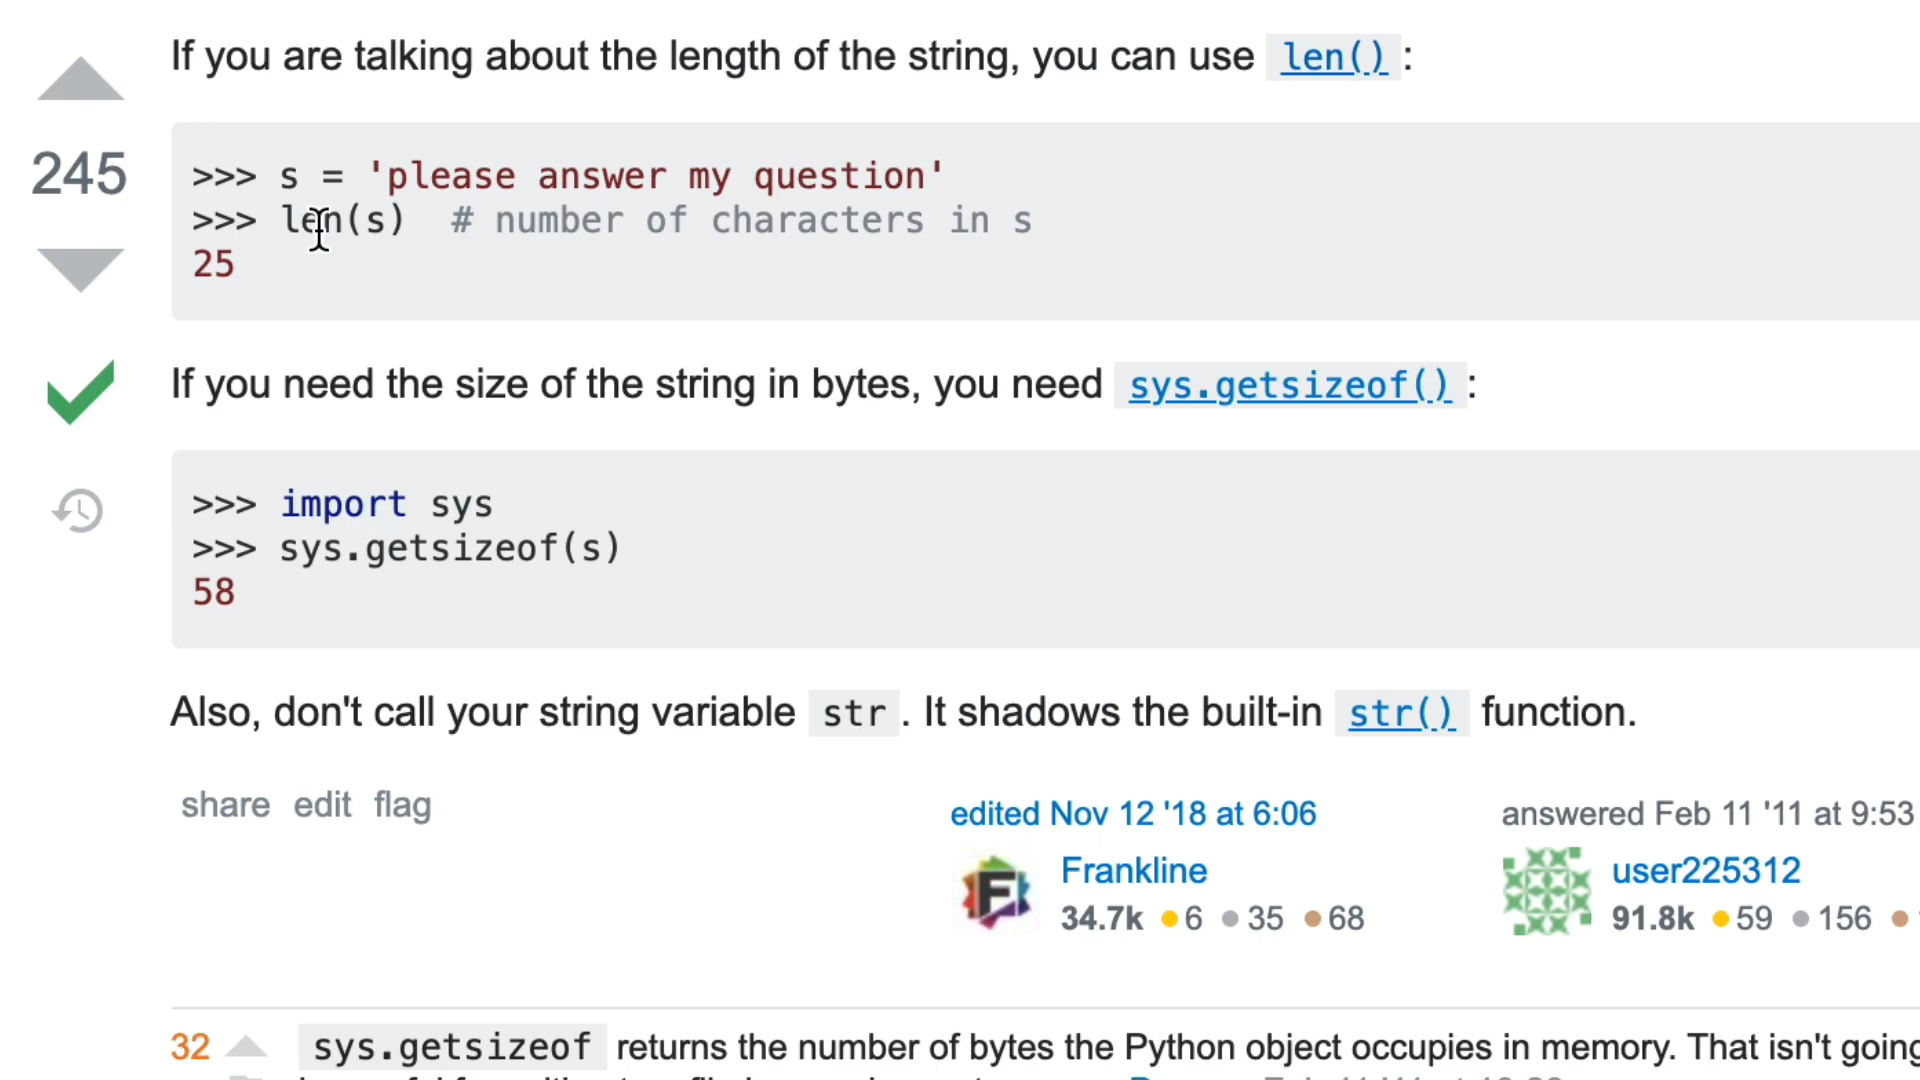 If you are talking about the length of the string, you can use len() :
245
>>> s = 'please answer my question'
>>> len(s)  # number of characters in s
25
If you need the size of the string in bytes, you need sys.getsizeof() :
>>> import sys
>>> sys.getsizeof(s)
58
Also, don't call your string variable str . It shadows the built-in str() function.
share edit flag
edited Nov 12 '18 at 6:06
answered Feb 11 '11 at 9:53
F
Frankline
34.7k 6 35 68
user225312
91.8k 59 156
32 sys.getsizeof returns the number of bytes the Python object occupies in memory. That isn't going